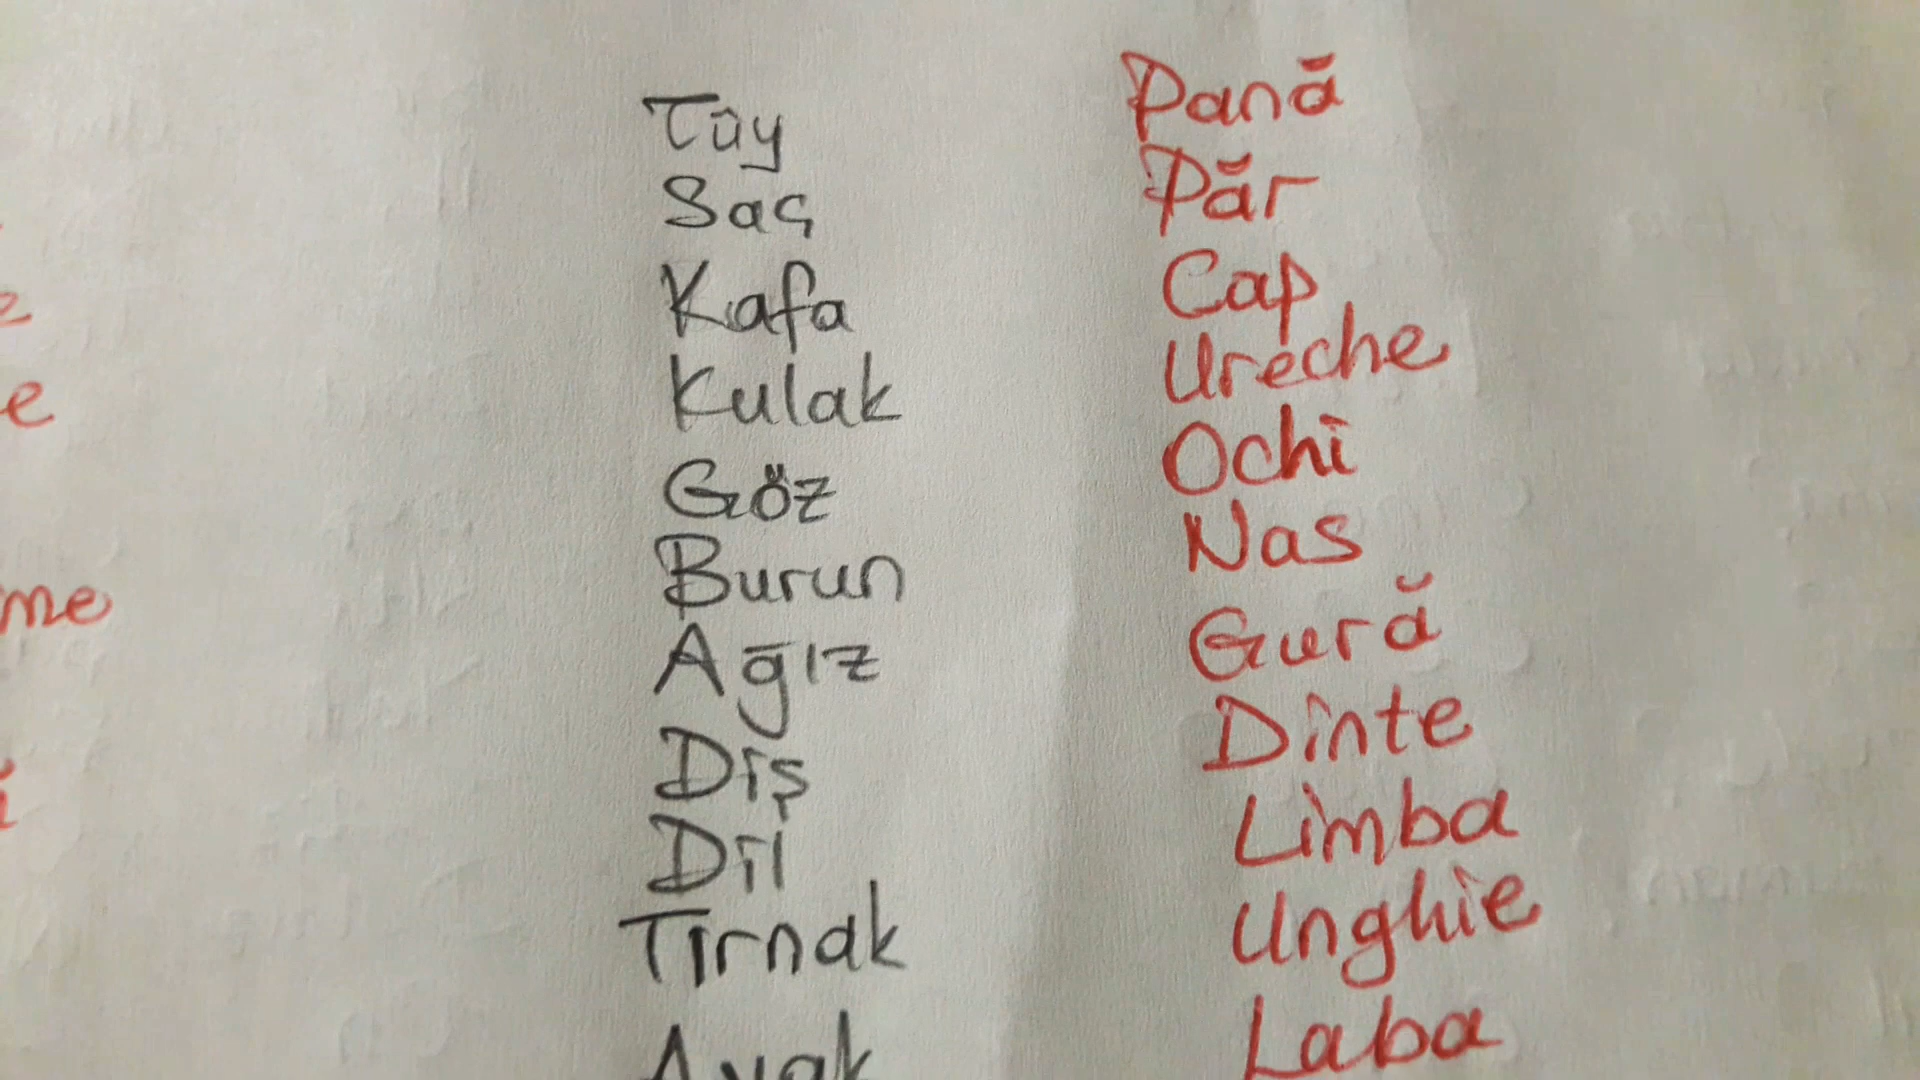 Tüy Pană
Saç Păr
Kafa Cap
Kulak Ureche
Göz Ochi
Burun Nas
Ağız Gură
Diş Dinte
Dil Limba
Tırnak Unghie
Ayak Laba